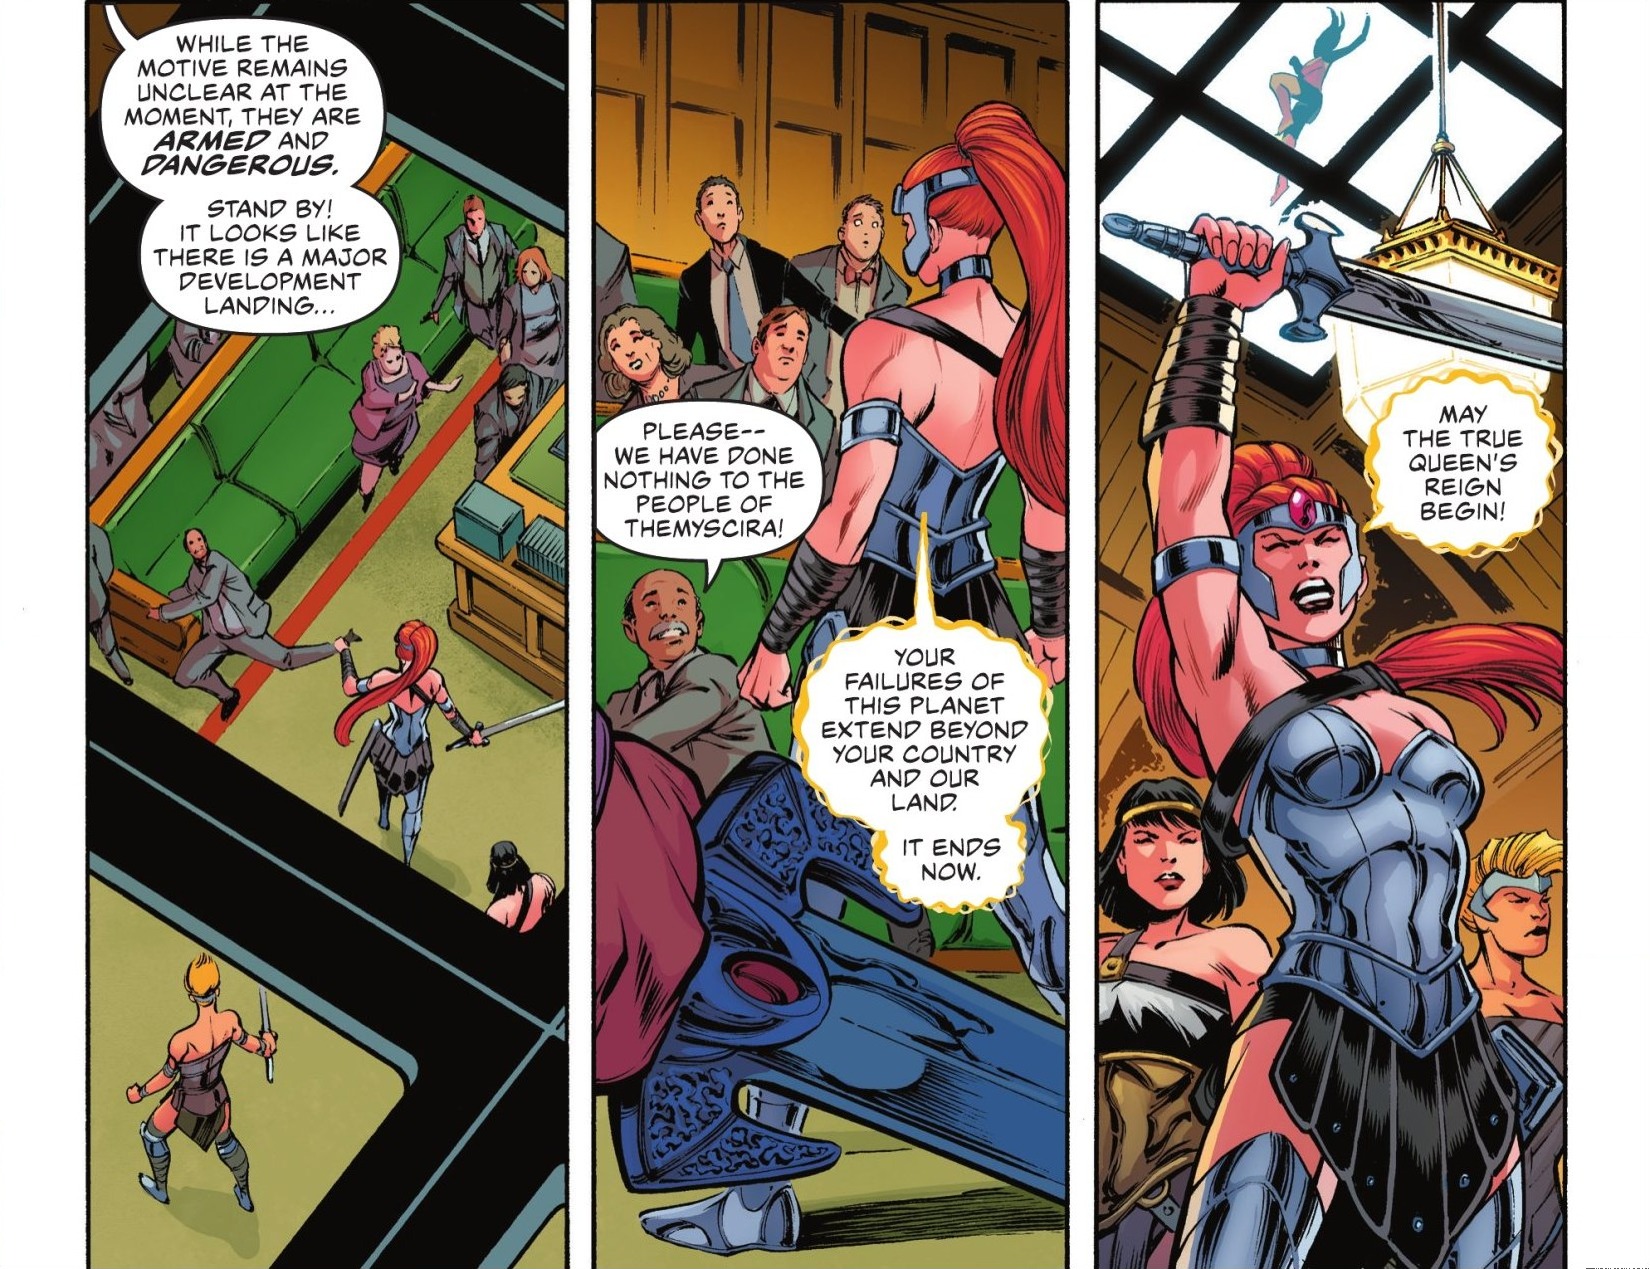 WHILE THE
MOTIVE REMAINS
UNCLEAR AT THE
MOMENT, THEY ARE
ARMED AND
DANGEROUS.
STAND BY!
IT LOOKS LIKE
THERE IS A MAJOR
DEVELOPMENT
LANDING...
PLEASE--
WE HAVE DONE
NOTHING TO THE
PEOPLE OF
THEMYSCIRA!
YOUR
FAILURES OF
THIS PLANET
EXTEND BEYOND
YOUR COUNTRY
AND OUR
LAND.
IT ENDS
NOW.
MAY
THE TRUE
QUEEN'S
REIGN
BEGIN!